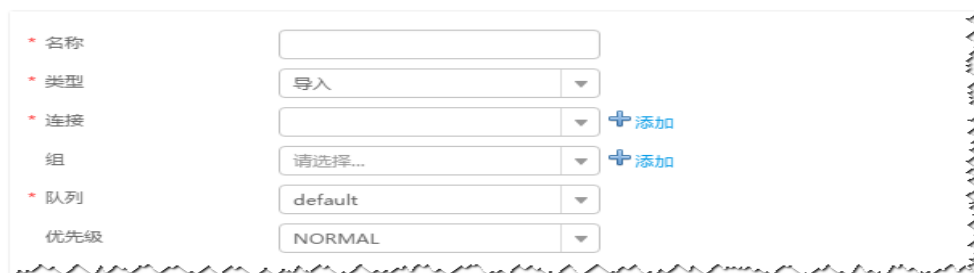 * 名称
* 类型 导入
* 连接 添加
组 请选择... 添加
* 队列 default
优先级 NORMAL